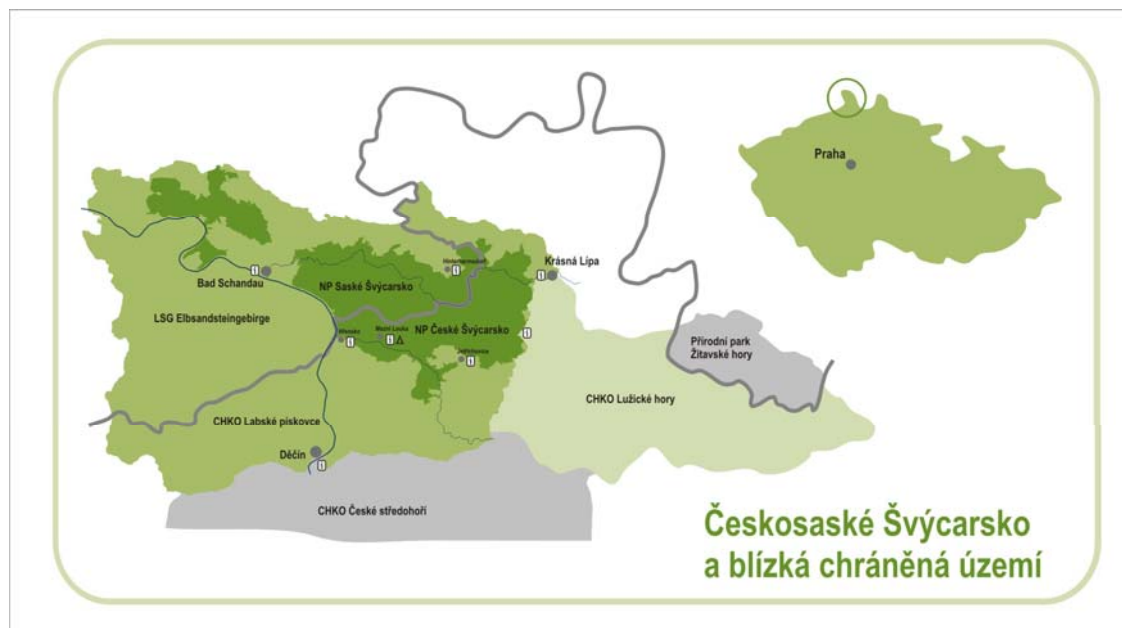 Praha
Krásná Lípa
Bad Schandau
NP Saské Švýcarsko
LSG Elbsandsteingebirge
Mezní Louka
NP České Švýcarsko
Přírodní park
Žitavské hory
CHKO Lužické hory
CHKO Labské pískovce
Děčín
CHKO České středohoří
Českosaské Švýcarsko
a blízká chráněná území